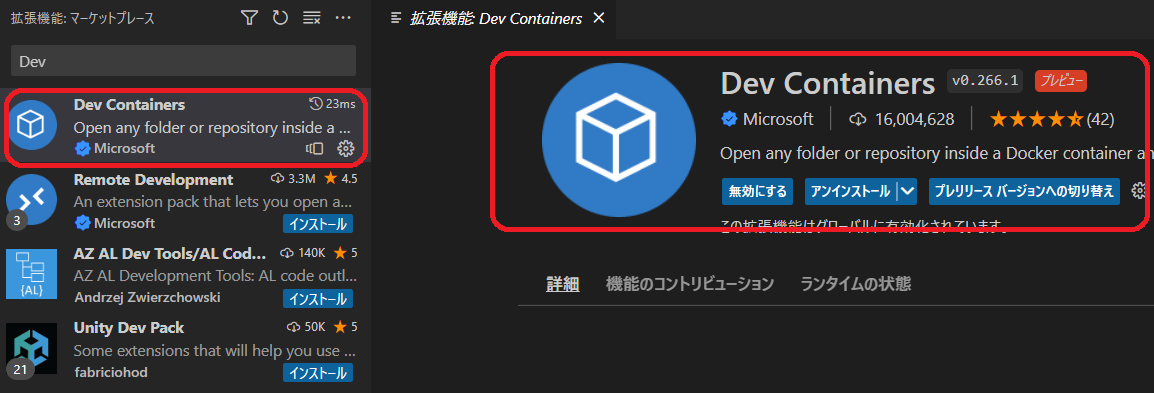 拡張機能: マーケットプレース
Dev
Dev Containers 23ms
Open any folder or repository inside a ...
Microsoft
Remote Development 3.3M 4.5
An extension pack that lets you open a...
3
Microsoft インストール
AZ AL Dev Tools/AL Cod... 140K 5
AZ AL Development Tools: AL code outl...
{AL}
Andrzej Zwierzchowski インストール
Unity Dev Pack 50K 5
Some extensions that will help you use ...
21
fabriciohod インストール
拡張機能: Dev Containers
Dev Containers v0.266.1 プレビュー
Microsoft 16,004,628 (42)
Open any folder or repository inside a Docker container an
無効にする アンインストール プレリリース バージョンへの切り替え
この拡張機能はグローバルに有効化されています。
詳細 機能のコントリビューション ランタイムの状態